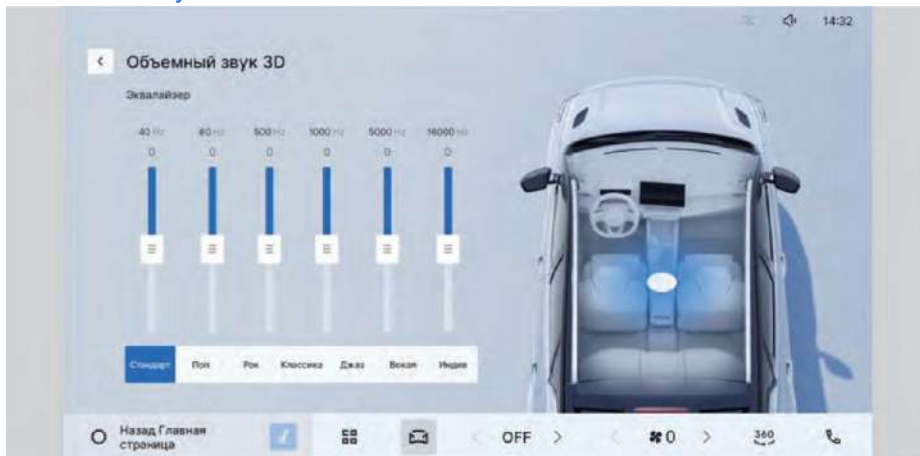 14:32
Объемный звук 3D
Эквалайзер
40 Hz 80 Hz 500 Hz 1000 Hz 5000 Hz 16000 Hz
0 0 0 0 0 0
Стандарт Поп Рок Классика Джаз Вокал Индив
Назад Главная
страница
OFF 0 360